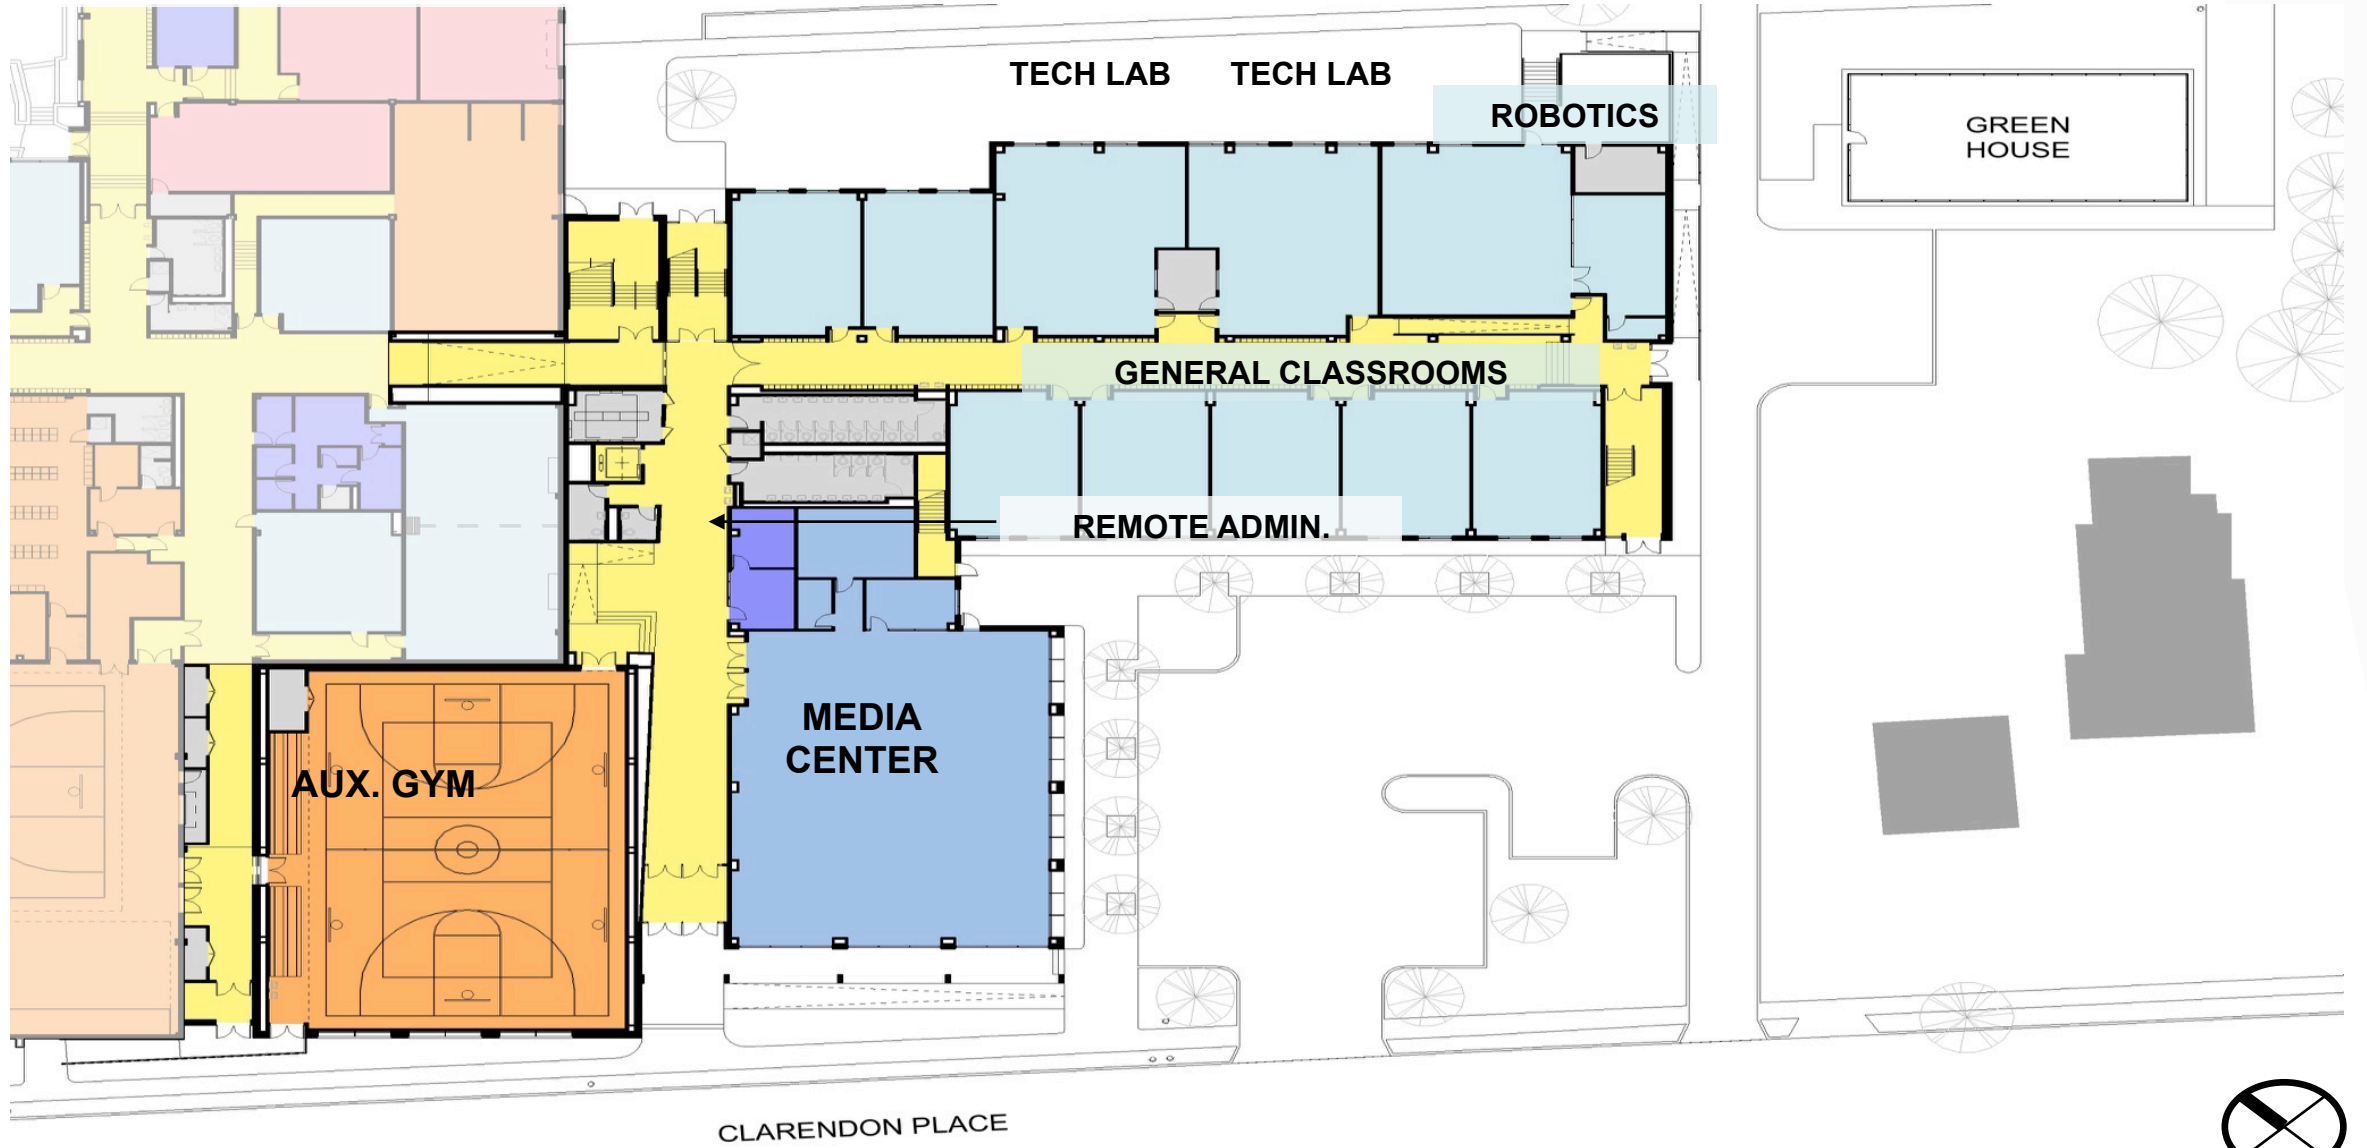 TECH LAB
TECH LAB
ROBOTICS
GREEN
HOUSE
GENERAL CLASSROOMS
REMOTE ADMIN.
MEDIA
CENTER
AUX. GYM
CLARENDON PLACE